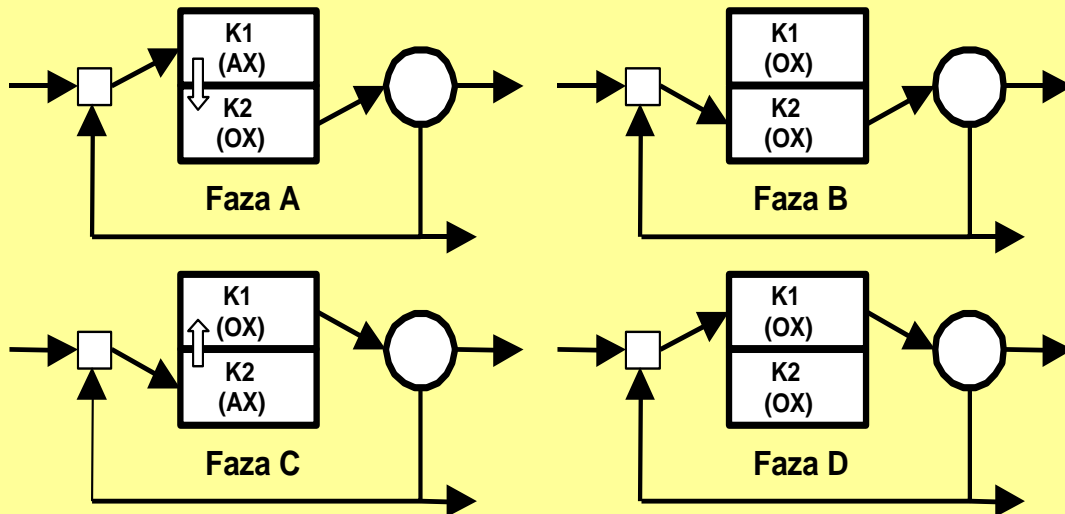 K1
(AX)
K2
(OX)
Faza A
K1
(OX)
K2
(OX)
Faza B
K1
(OX)
K2
(AX)
Faza C
K1
(OX)
K2
(OX)
Faza D